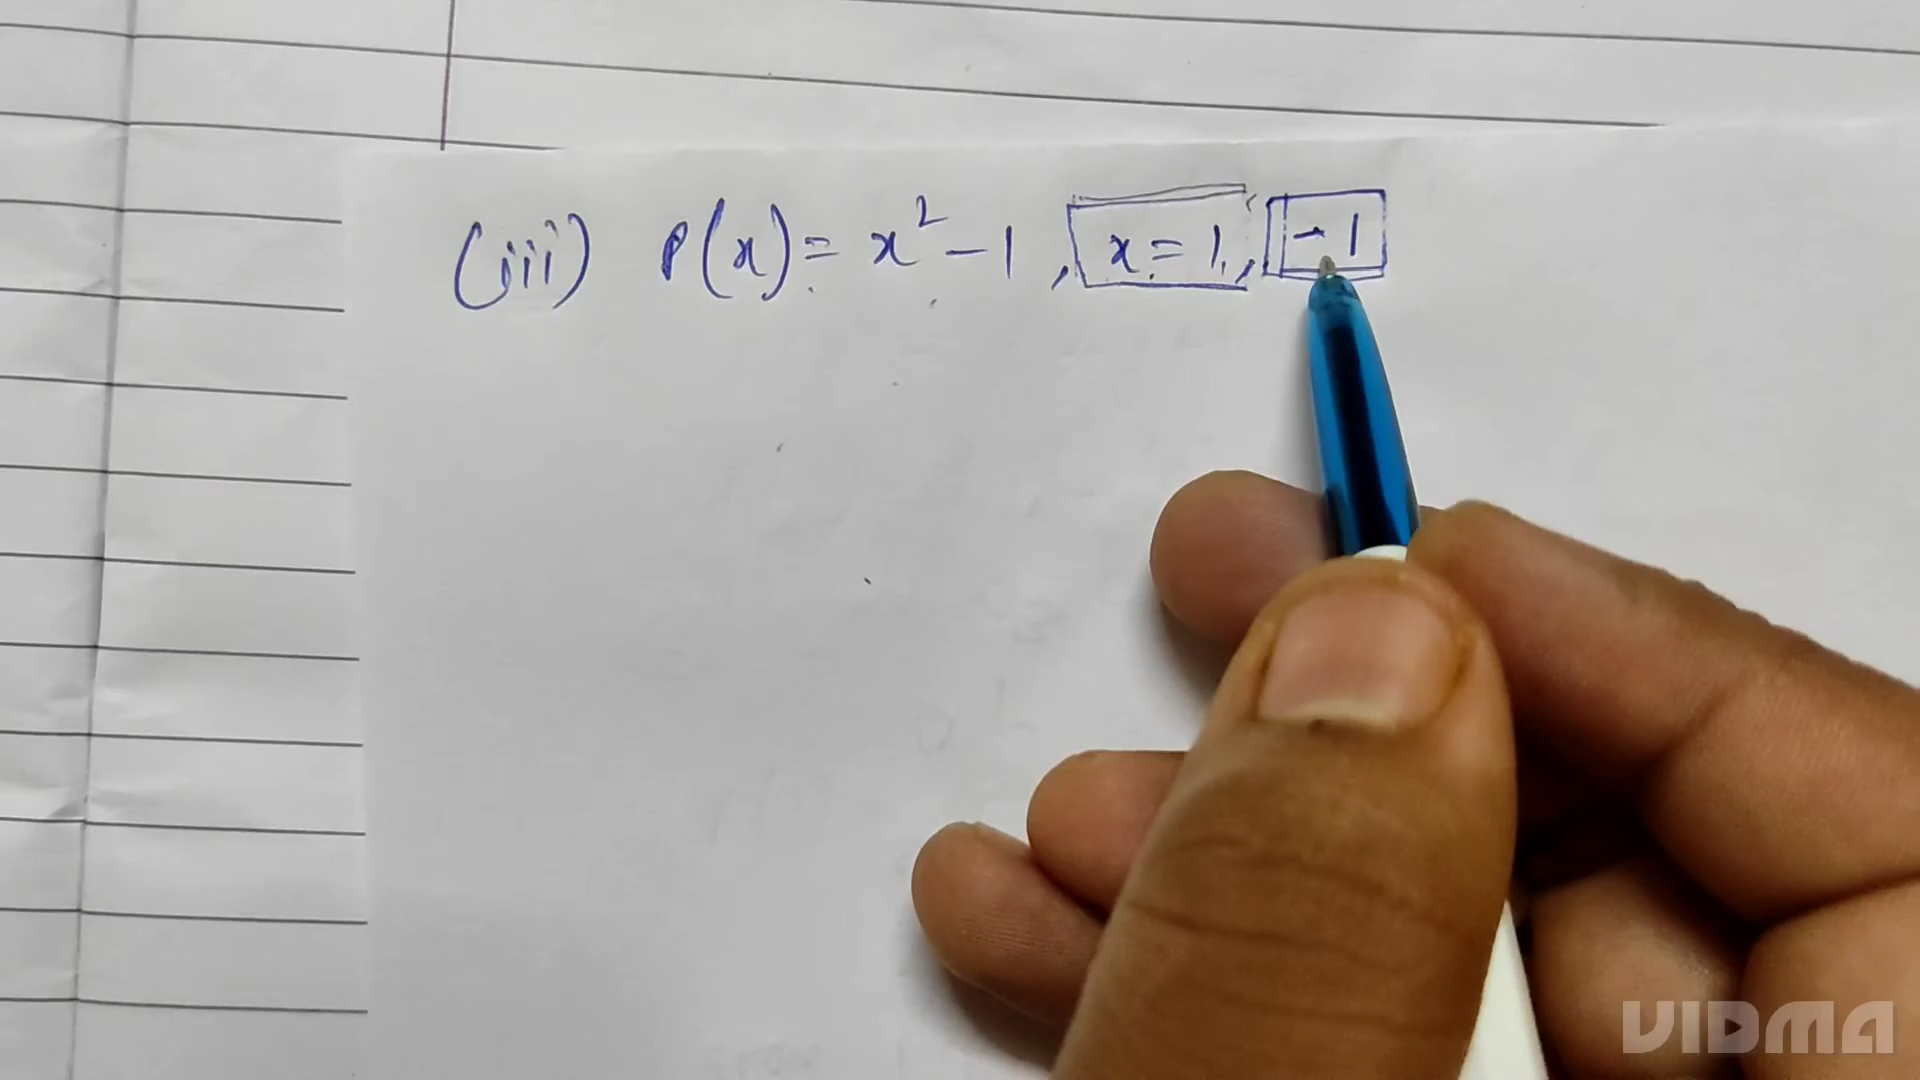 (iii) P(x) = x² - 1 , x = 1, -1
VIDMA